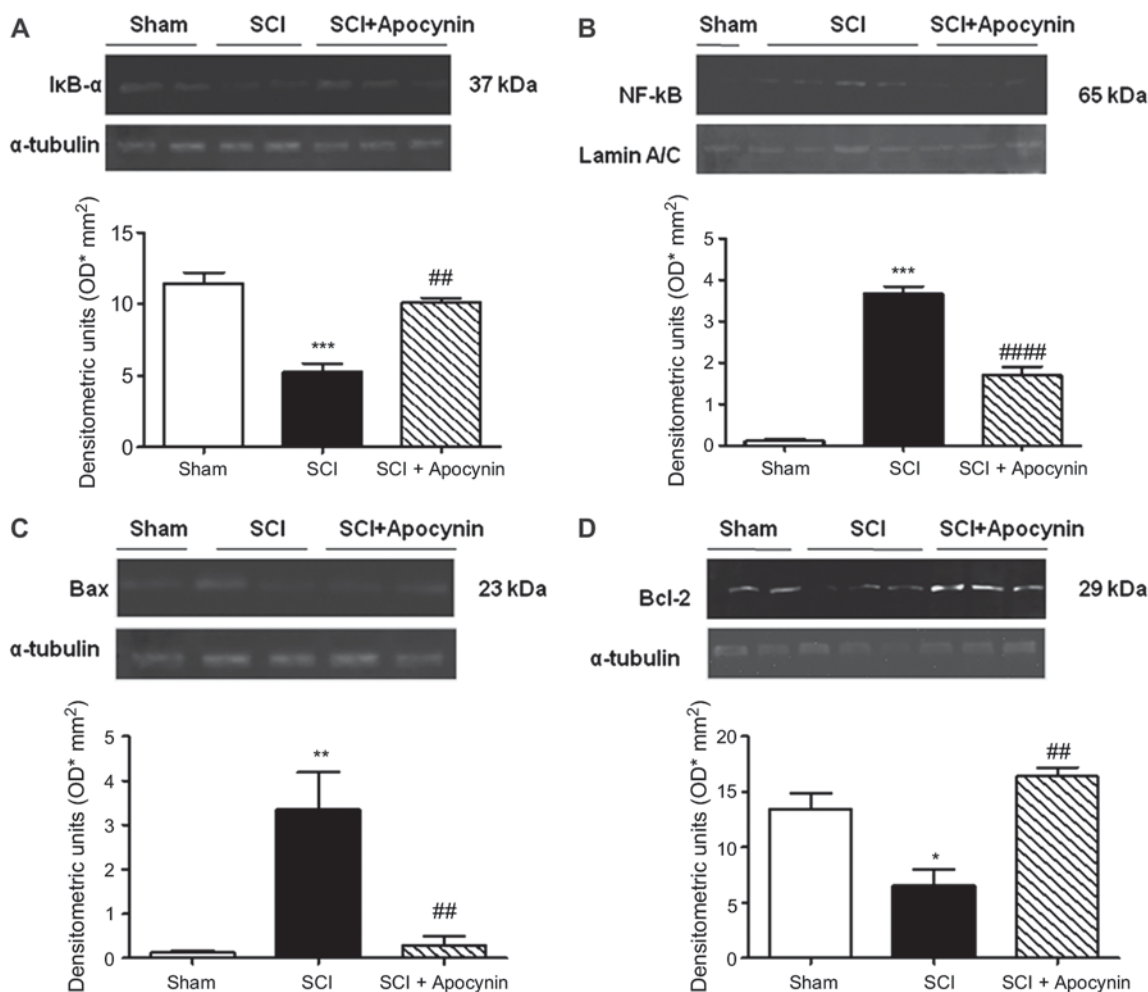 A
Sham SCI SCI+Apocynin
IκB-α 37 kDa
α-tubulin
Densitometric units (OD* mm²)
15
10
5
0
***
##
Sham SCI SCI + Apocynin
B
Sham SCI SCI+Apocynin
NF-kB 65 kDa
Lamin A/C
Densitometric units (OD* mm²)
5
4
3
2
1
0
***
####
Sham SCI SCI + Apocynin
C
Sham SCI SCI+Apocynin
Bax 23 kDa
α-tubulin
Densitometric units (OD* mm²)
5
4
3
2
1
0
**
##
Sham SCI SCI + Apocynin
D
Sham SCI SCI+Apocynin
Bcl-2 29 kDa
α-tubulin
Densitometric units (OD* mm²)
20
15
10
5
0
*
##
Sham SCI SCI + Apocynin